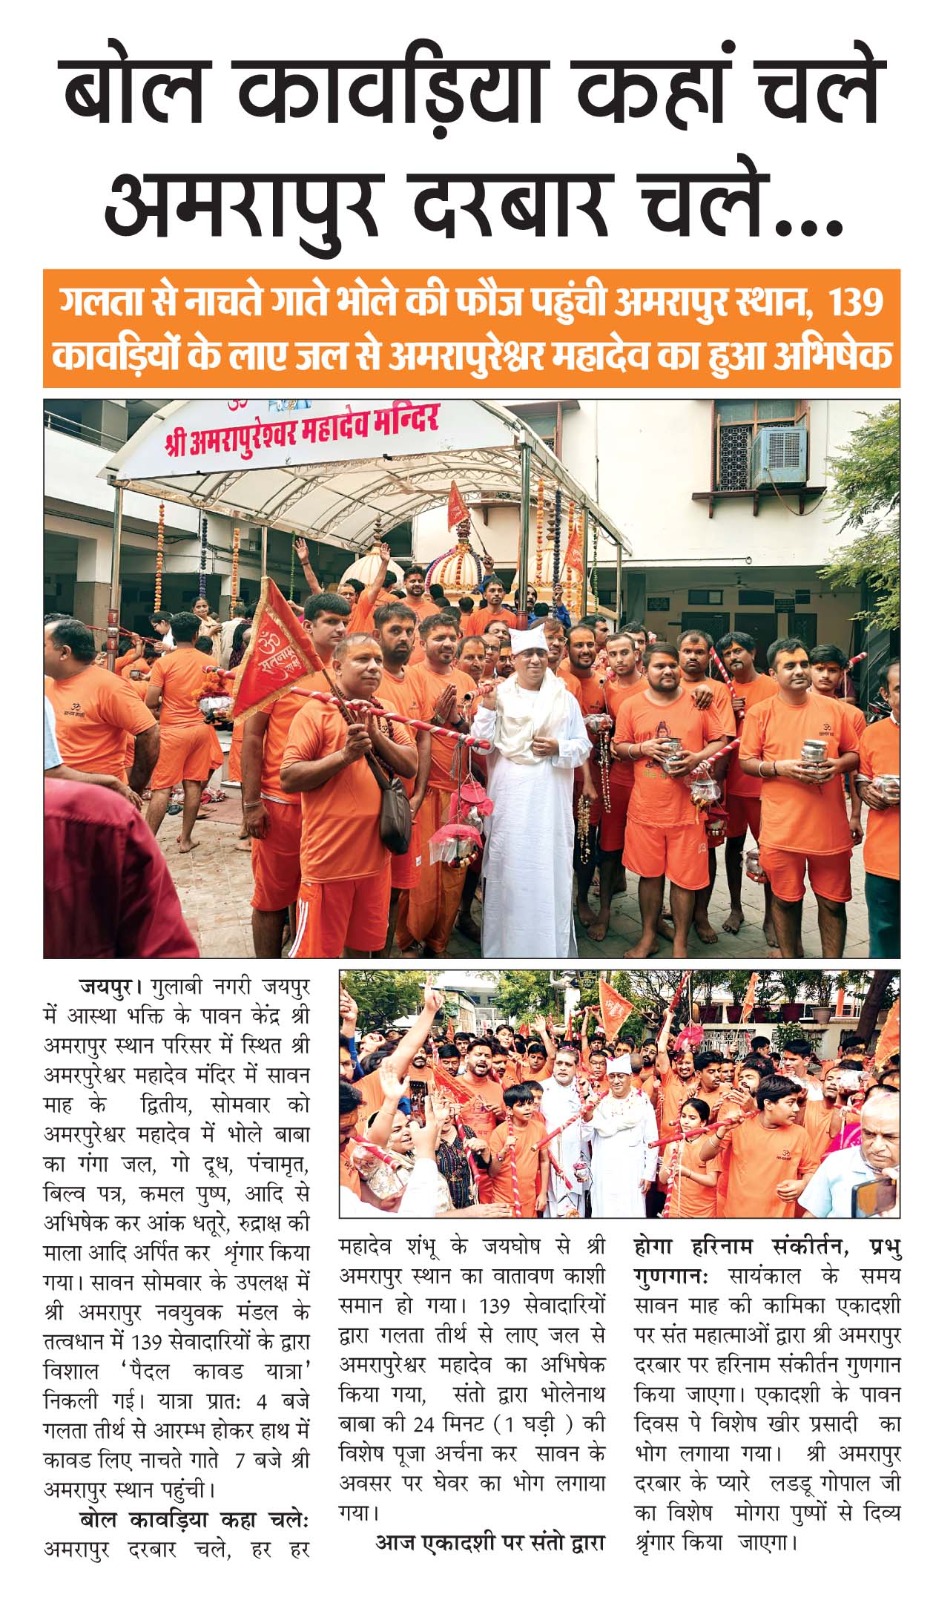 बोल कावड़िया कहां चले
अमरापुर दरबार चले...
गलता से नाचते गाते भोले की फौज पहुंची अमरापुर स्थान, 139
कावड़ियों के लाए जल से अमरापुरेश्वर महादेव का हुआ अभिषेक
श्री अमरापुरेश्वर महादेव मन्दिर
ॐ
सतनाम
साक्षी
जयपुर। गुलाबी नगरी जयपुर
में आस्था भक्ति के पावन केंद्र श्री
अमरापुर स्थान परिसर में स्थित श्री
अमरपुरेश्वर महादेव मंदिर में सावन
माह के द्वितीय, सोमवार को
अमरपुरेश्वर महादेव में भोले बाबा
का गंगा जल, गो दूध, पंचामृत,
बिल्व पत्र, कमल पुष्प, आदि से
अभिषेक कर आंक धतूरे, रुद्राक्ष की
माला आदि अर्पित कर शृंगार किया
गया। सावन सोमवार के उपलक्ष में
श्री अमरापुर नवयुवक मंडल के
तत्वधान में 139 सेवादारियों के द्वारा
विशाल ‘पैदल कावड यात्रा’
निकली गई। यात्रा प्रात: 4 बजे
गलता तीर्थ से आरम्भ होकर हाथ में
कावड लिए नाचते गाते 7 बजे श्री
अमरापुर स्थान पहुंची।
बोल कावड़िया कहा चले:
अमरापुर दरबार चले, हर हर
महादेव शंभू के जयघोष से श्री
अमरापुर स्थान का वातावण काशी
समान हो गया। 139 सेवादारियों
द्वारा गलता तीर्थ से लाए जल से
अमरापुरेश्वर महादेव का अभिषेक
किया गया, संतो द्वारा भोलेनाथ
बाबा की 24 मिनट (1 घड़ी ) की
विशेष पूजा अर्चना कर सावन के
अवसर पर घेवर का भोग लगाया
गया।
आज एकादशी पर संतो द्वारा
होगा हरिनाम संकीर्तन, प्रभु
गुणगान: सायंकाल के समय
सावन माह की कामिका एकादशी
पर संत महात्माओं द्वारा श्री अमरापुर
दरबार पर हरिनाम संकीर्तन गुणगान
किया जाएगा। एकादशी के पावन
दिवस पे विशेष खीर प्रसादी का
भोग लगाया गया। श्री अमरापुर
दरबार के प्यारे लडडू गोपाल जी
का विशेष मोगरा पुष्पों से दिव्य
श्रृंगार किया जाएगा।